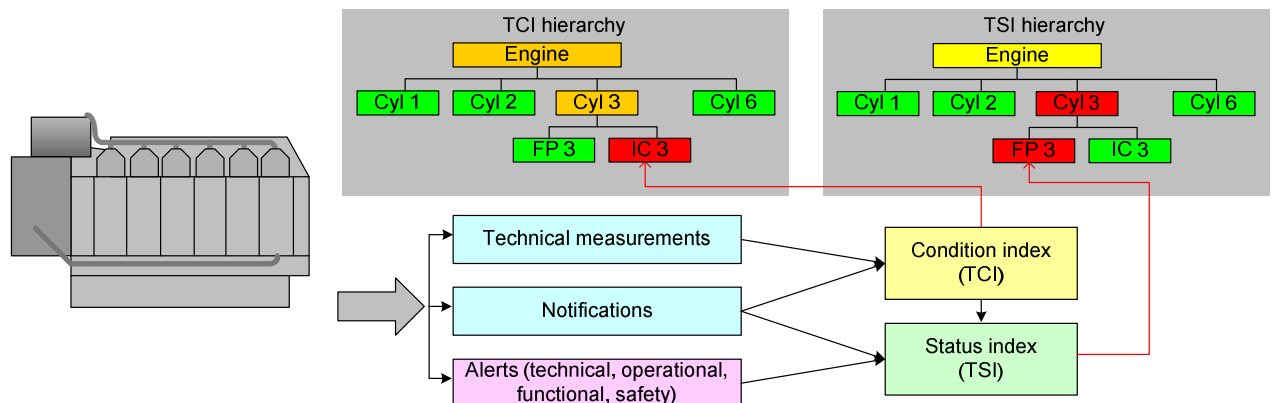 TCI hierarchy
Engine
Cyl 1
Cyl 2
Cyl 3
Cyl 6
FP 3
IC 3
TSI hierarchy
Engine
Cyl 1
Cyl 2
Cyl 3
Cyl 6
FP 3
IC 3
Technical measurements
Notifications
Alerts (technical, operational,
functional, safety)
Condition index
(TCI)
Status index
(TSI)